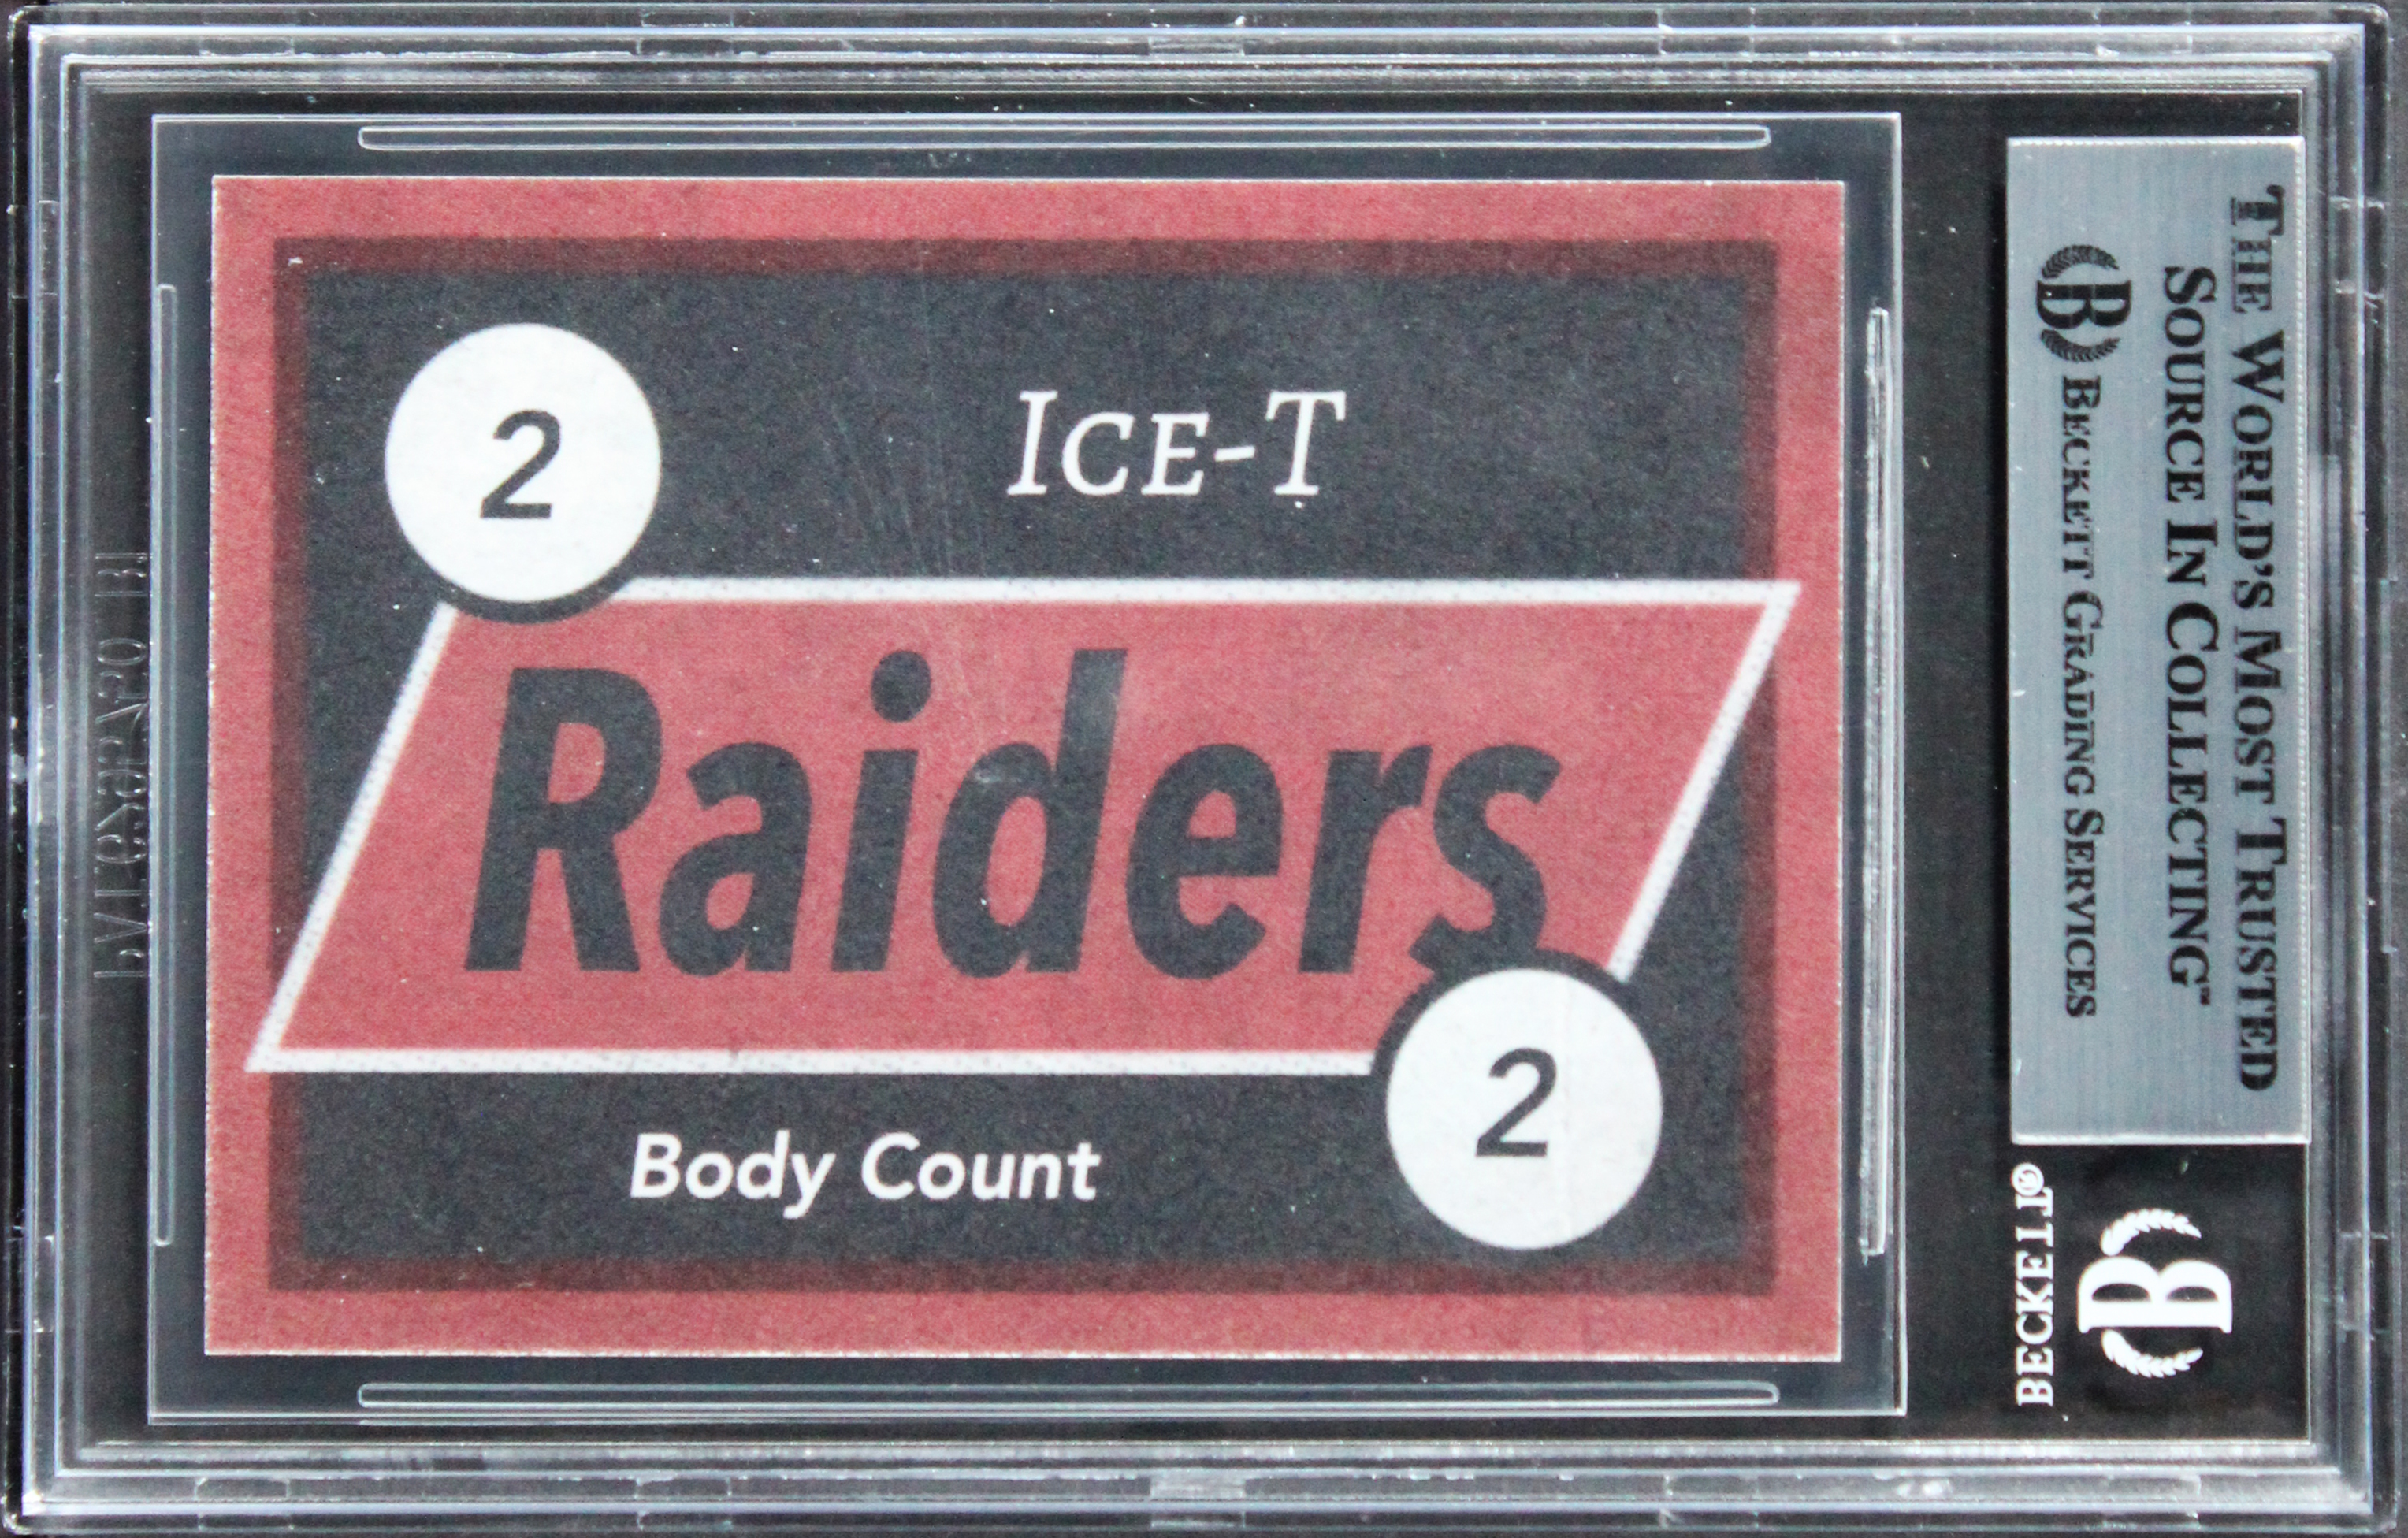 2
ICE-T
Raiders
Body Count
2
THE WORLD'S MOST TRUSTED
SOURCE IN COLLECTING™
B BECKETT GRADING SERVICES
BECKETT®
B